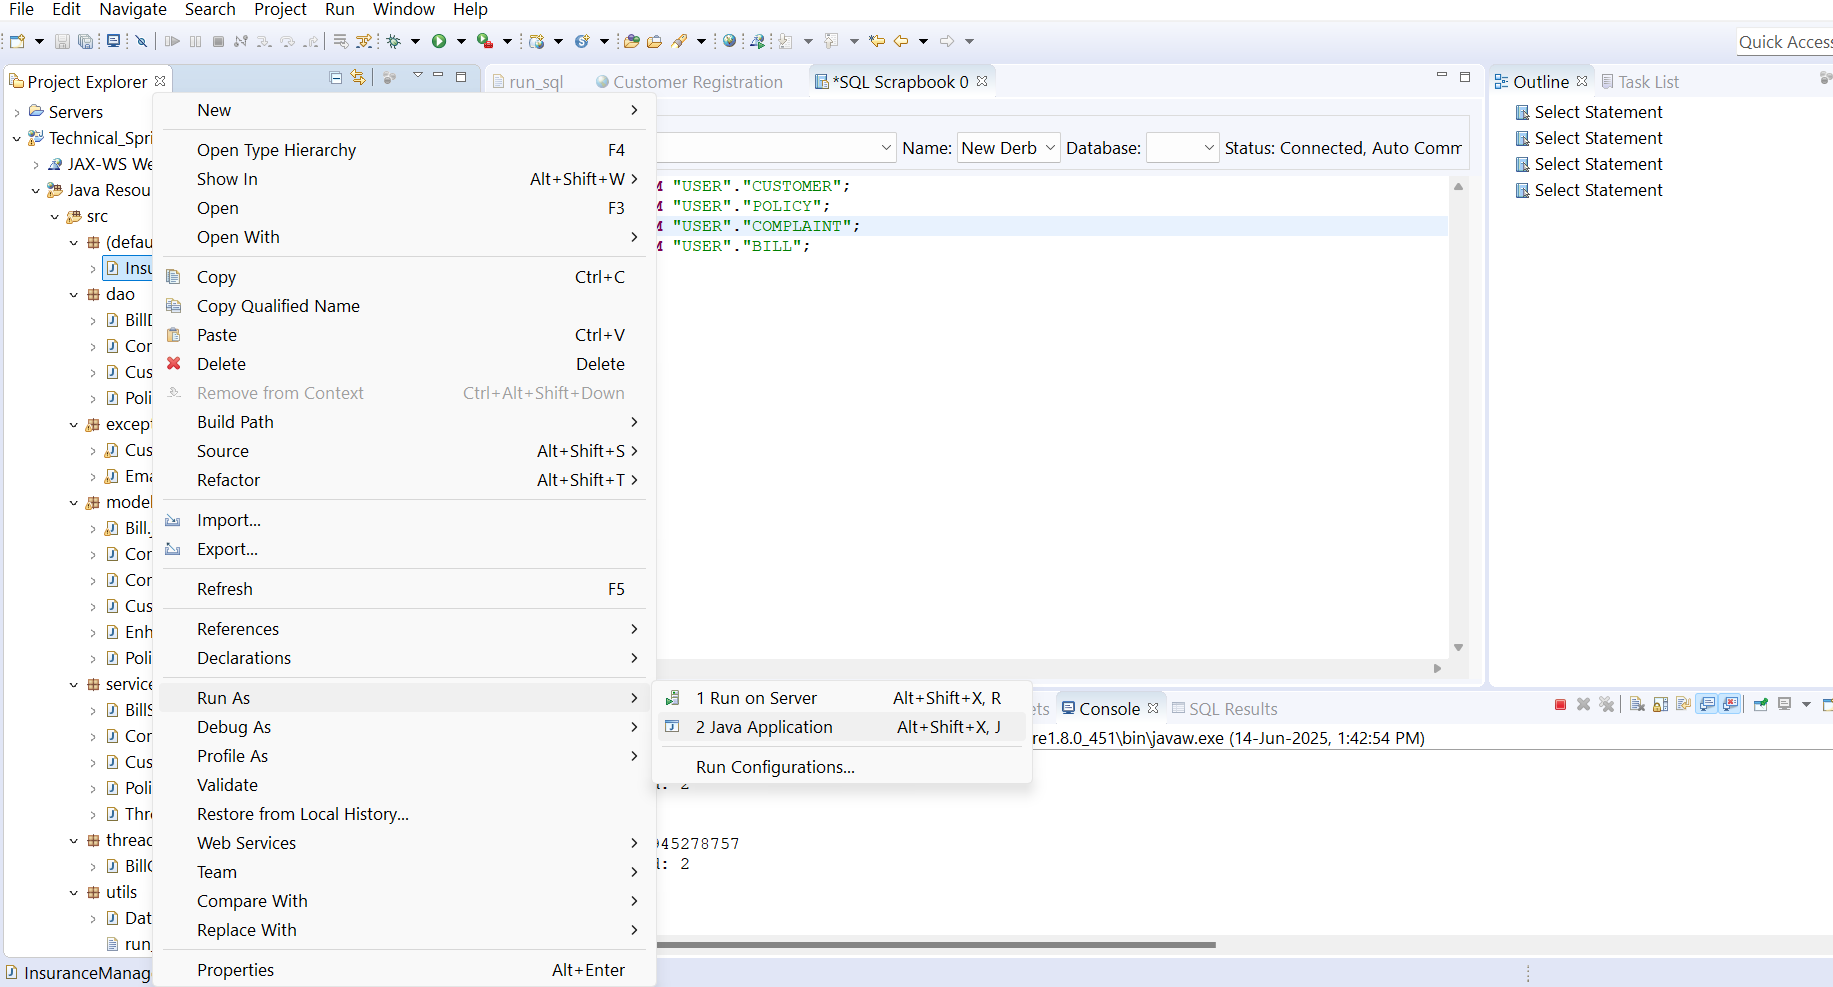 File Edit Navigate Search Project Run Window Help
Quick Access
Project Explorer
run_sql
Customer Registration
*SQL Scrapbook 0
Outline
Task List
Servers
Technical_Spri
JAX-WS We
Java Resou
src
(defau
Insu
dao
BillD
Cor
Cus
Poli
except
Cus
Ema
model
Bill.
Cor
Cor
Cus
Enh
Poli
service
BillS
Cor
Cus
Poli
Thre
threac
BillC
utils
Dat
run_
InsuranceManag
New
Open Type Hierarchy F4
Show In Alt+Shift+W
Open F3
Open With
Copy Ctrl+C
Copy Qualified Name
Paste Ctrl+V
Delete Delete
Remove from Context Ctrl+Alt+Shift+Down
Build Path
Source Alt+Shift+S
Refactor Alt+Shift+T
Import...
Export...
Refresh F5
References
Declarations
Run As
Debug As
Profile As
Validate
Restore from Local History...
Web Services
Team
Compare With
Replace With
Properties Alt+Enter
1 Run on Server Alt+Shift+X, R
2 Java Application Alt+Shift+X, J
Run Configurations...
Name: New Derb Database: Status: Connected, Auto Comm
M "USER"."CUSTOMER";
M "USER"."POLICY";
M "USER"."COMPLAINT";
M "USER"."BILL";
Select Statement
Select Statement
Select Statement
Select Statement
ets
Console
SQL Results
re1.8.0_451\bin\javaw.exe (14-Jun-2025, 1:42:54 PM)
d: 2
945278757
d: 2